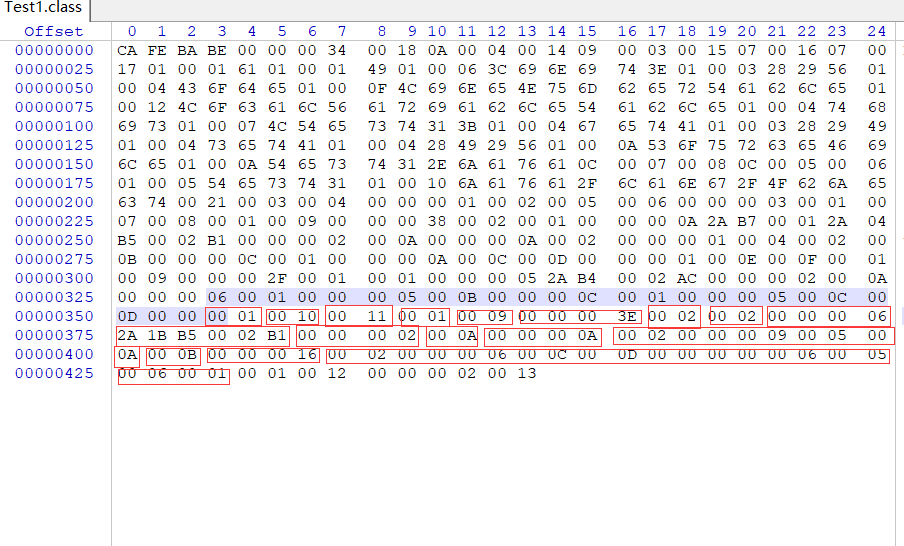 Test1.class
Offset 0 1 2 3 4 5 6 7 8 9 10 11 12 13 14 15 16 17 18 19 20 21 22 23 24
00000000 CA FE BA BE 00 00 00 34 00 18 0A 00 04 00 14 09 00 03 00 15 07 00 16 07 00
00000025 17 01 00 01 61 01 00 01 49 01 00 06 3C 69 6E 69 74 3E 01 00 03 28 29 56 01
00000050 00 04 43 6F 64 65 01 00 0F 4C 69 6E 65 4E 75 6D 62 65 72 54 61 62 6C 65 01
00000075 00 12 4C 6F 63 61 6C 56 61 72 69 61 62 6C 65 54 61 62 6C 65 01 00 04 74 68
00000100 69 73 01 00 07 4C 54 65 73 74 31 3B 01 00 04 67 65 74 41 01 00 03 28 29 49
00000125 01 00 04 73 65 74 41 01 00 04 28 49 29 56 01 00 0A 53 6F 75 72 63 65 46 69
00000150 6C 65 01 00 0A 54 65 73 74 31 2E 6A 61 76 61 0C 00 07 00 08 0C 00 05 00 06
00000175 01 00 05 54 65 73 74 31 01 00 10 6A 61 76 61 2F 6C 61 6E 67 2F 4F 62 6A 65
00000200 63 74 00 21 00 03 00 04 00 00 00 01 00 02 00 05 00 06 00 00 00 03 00 01 00
00000225 07 00 08 00 01 00 09 00 00 00 38 00 02 00 01 00 00 00 0A 2A B7 00 01 2A 04
00000250 B5 00 02 B1 00 00 00 02 00 0A 00 00 00 0A 00 02 00 00 00 01 00 04 00 02 00
00000275 0B 00 00 00 0C 00 01 00 00 00 0A 00 0C 00 0D 00 00 00 01 00 0E 00 0F 00 01
00000300 00 09 00 00 00 2F 00 01 00 01 00 00 00 05 2A B4 00 02 AC 00 00 00 02 00 0A
00000325 00 00 00 06 00 01 00 00 00 05 00 0B 00 00 00 0C 00 01 00 00 00 05 00 0C 00
00000350 0D 00 00 00 01 00 10 00 11 00 01 00 09 00 00 00 3E 00 02 00 02 00 00 00 06
00000375 2A 1B B5 00 02 B1 00 00 00 02 00 0A 00 00 00 0A 00 02 00 00 00 09 00 05 00
00000400 0A 00 0B 00 00 00 16 00 02 00 00 00 06 00 0C 00 0D 00 00 00 00 00 06 00 05
00000425 00 06 00 01 00 01 00 12 00 00 00 02 00 13